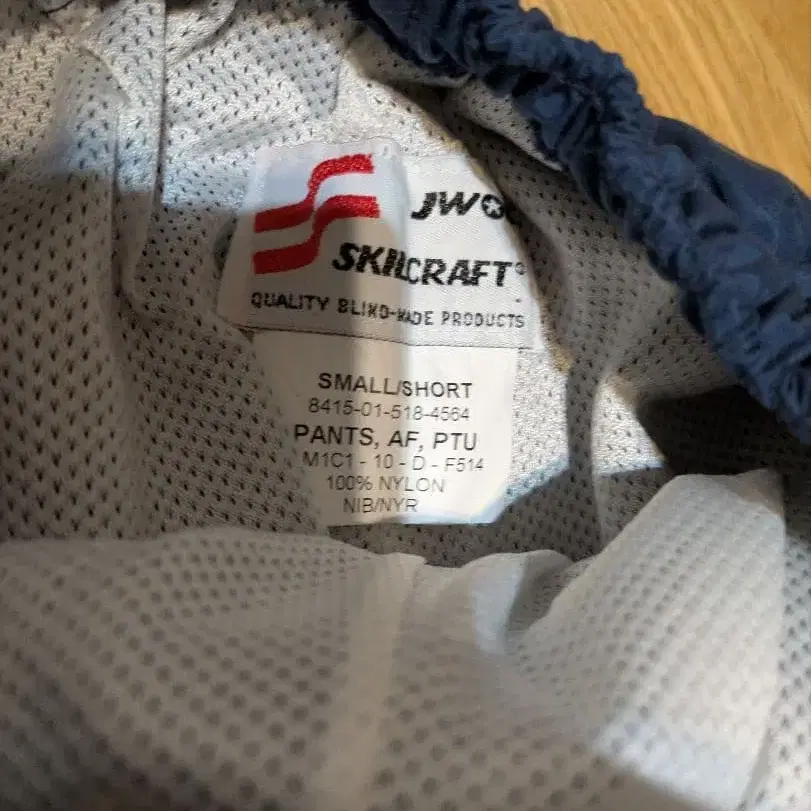 JWO
SKILCRAFT®
QUALITY BLIND-MADE PRODUCTS
SMALL/SHORT
8415-01-518-4564
PANTS, AF, PTU
M1C1 - 10 - D - F514
100% NYLON
NIB/NYR